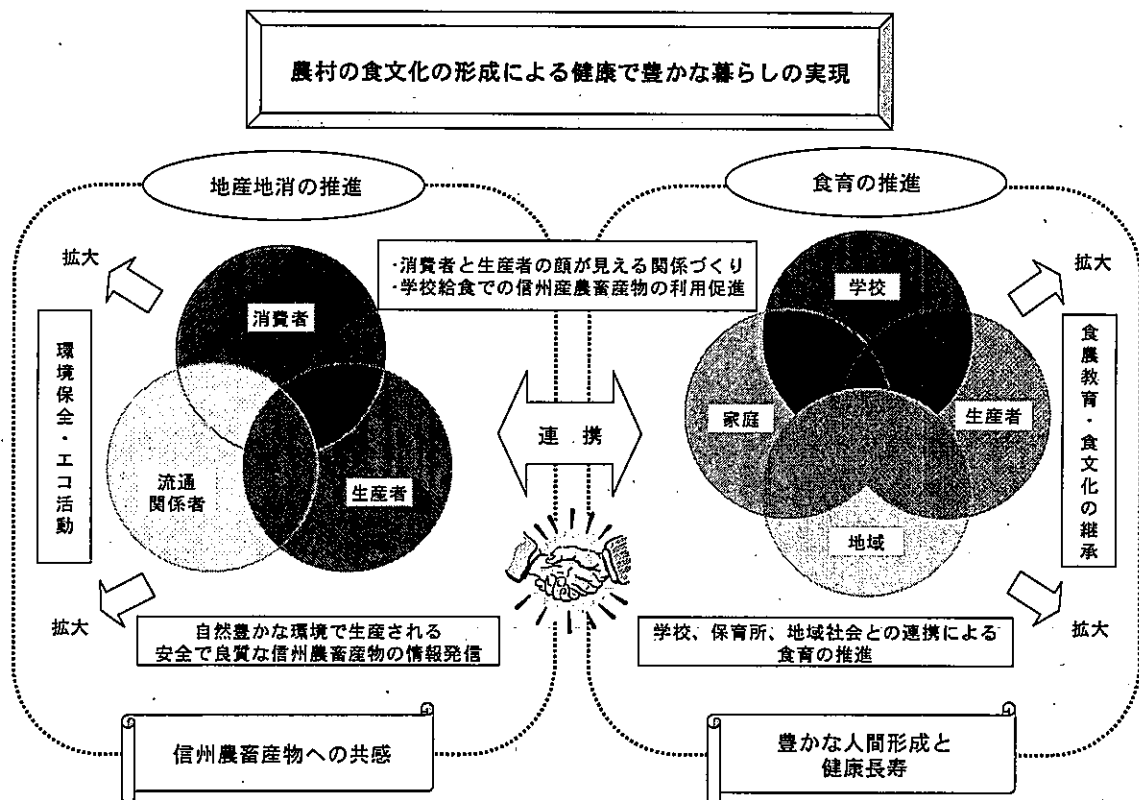 農村の食文化の形成による健康で豊かな暮らしの実現
地産地消の推進
食育の推進
・消費者と生産者の顔が見える関係づくり
・学校給食での信州産農畜産物の利用促進
拡大
消費者
環境保全・エコ活動
流通
関係者
生産者
拡大
連携
学校
拡大
家庭
生産者
食農教育・食文化の継承
地域
拡大
自然豊かな環境で生産される
安全で良質な信州農畜産物の情報発信
学校、保育所、地域社会との連携による
食育の推進
信州農畜産物への共感
豊かな人間形成と
健康長寿